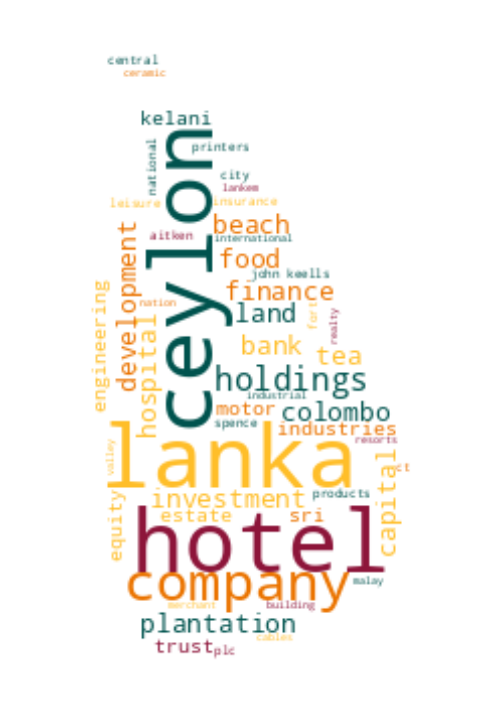 central
ceramic
kelani
national
printers
ceylon
city
lankem
leisure
insurance
beach
aitken
international
development
food
john keells
engineering
finance
nation
land
fort
realty
hospital
bank
tea
holdings
industrial
motor
colombo
spence
industries
resorts
lanka
valley
capital
ct
investment
products
equity
estate
sri
hotel
company
malay
merchant
building
plantation
cables
trust
plc